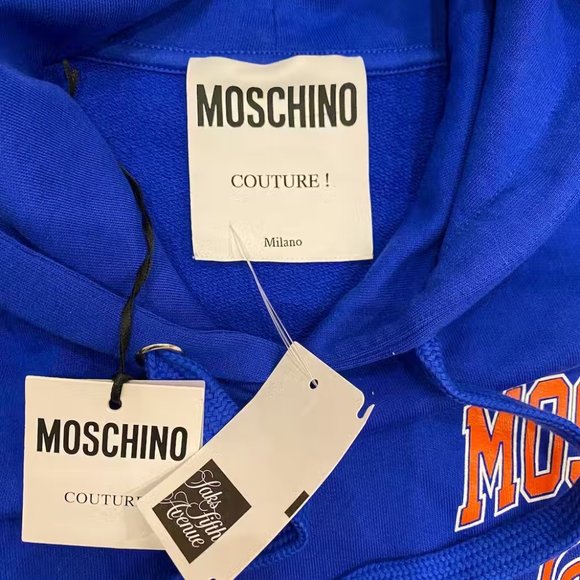 MOSCHINO
COUTURE !
Milano
MOSCHINO
COUTURE
Saks
Fifth
Avenue
MOS